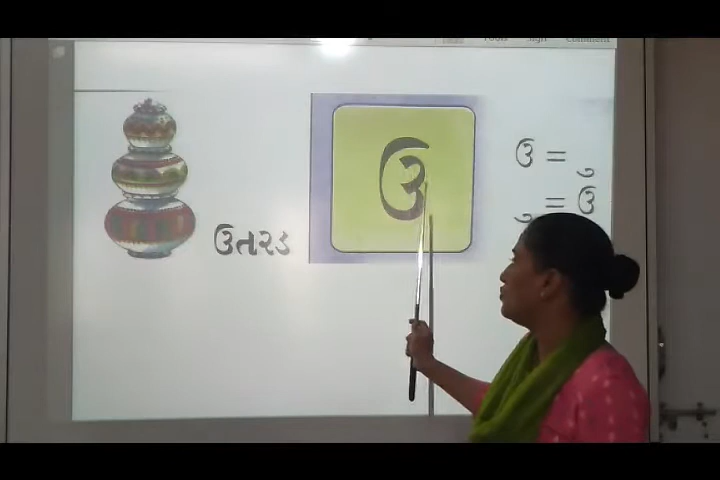 ઉતરડ
ઉ
ઉ = ુ
ુ = ઉ